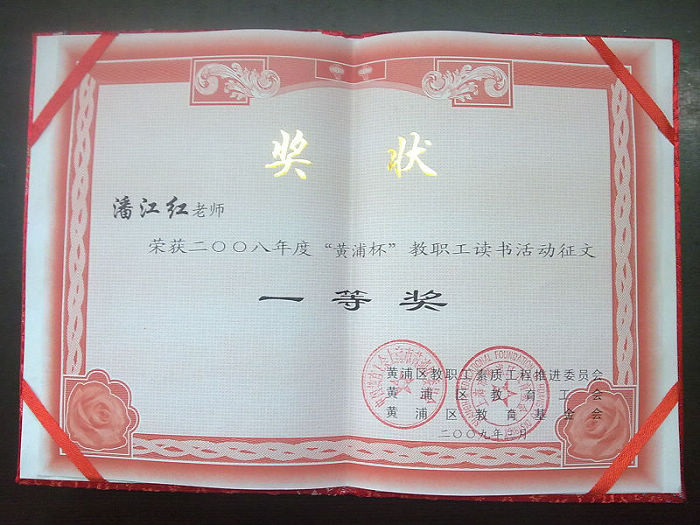 奖状
潘江红老师
荣获二〇〇八年度“黄浦杯”教职工读书活动征文
一等奖
黄浦区教职工素质工程推进委员会
黄浦区教育工会
黄浦区教育基金会
二〇〇九年 月